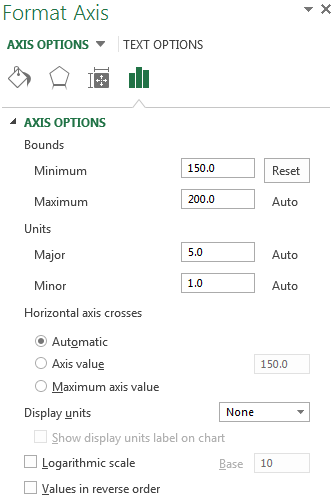 Format Axis
AXIS OPTIONS TEXT OPTIONS
AXIS OPTIONS
Bounds
Minimum 150.0 Reset
Maximum 200.0 Auto
Units
Major 5.0 Auto
Minor 1.0 Auto
Horizontal axis crosses
Automatic
Axis value 150.0
Maximum axis value
Display units None
Show display units label on chart
Logarithmic scale Base 10
Values in reverse order